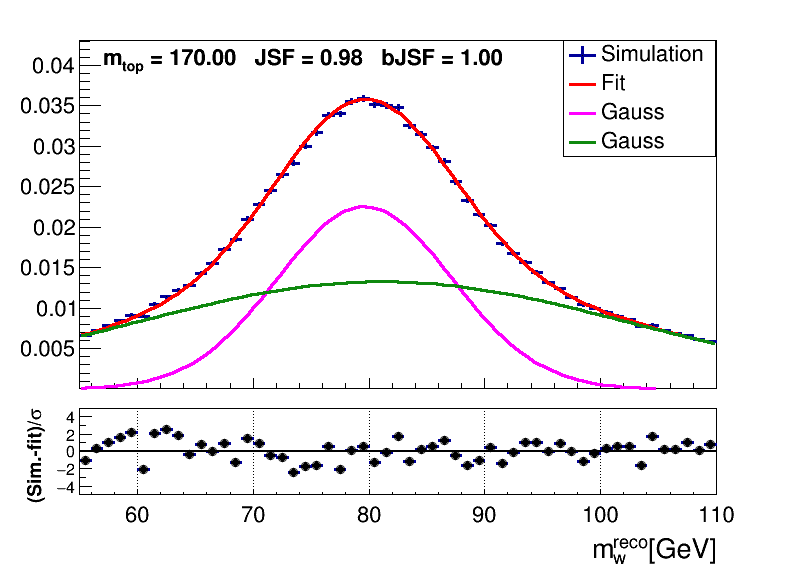 m_top = 170.00 JSF = 0.98 bJSF = 1.00
Simulation
Fit
Gauss
Gauss
0.04
0.035
0.03
0.025
0.02
0.015
0.01
0.005
(Sim.-fit)/σ
4
2
0
−2
−4
60 70 80 90 100 110
m_w^reco[GeV]